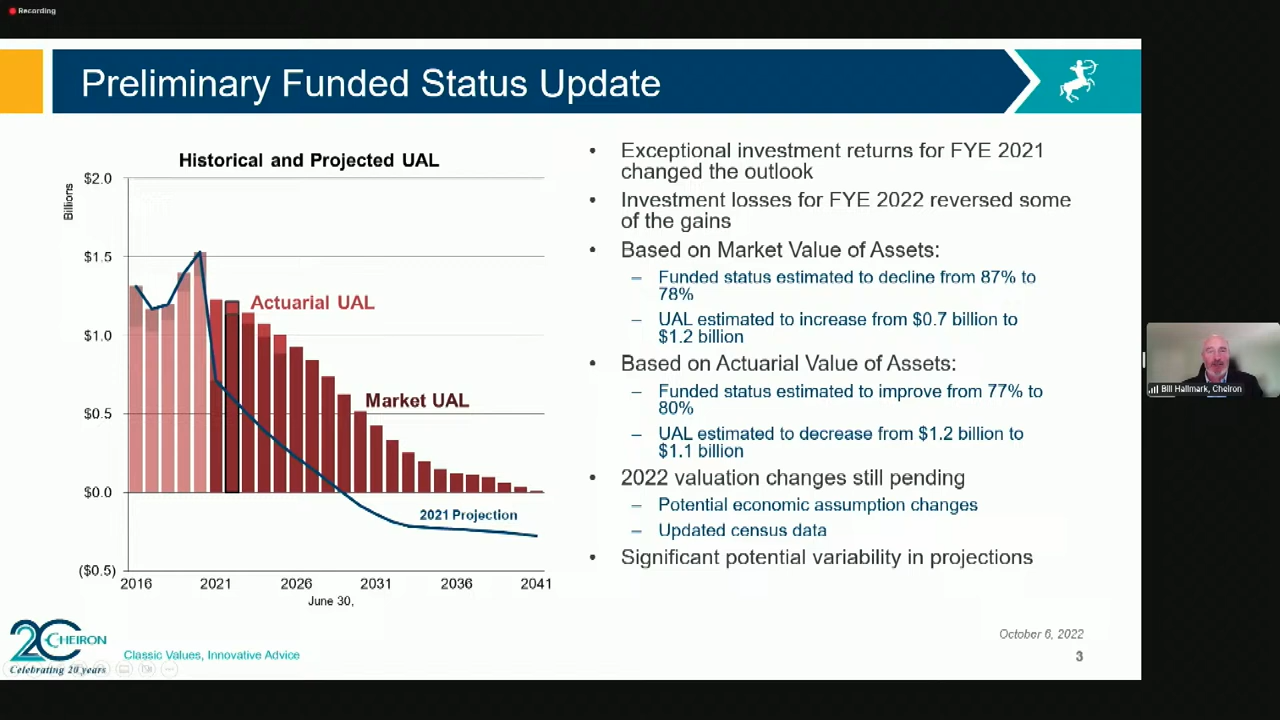 Recording
Preliminary Funded Status Update
Historical and Projected UAL
Billions
$2.0
$1.5
$1.0
$0.5
$0.0
($0.5)
Actuarial UAL
Market UAL
2021 Projection
2016
2021
2026
2031
2036
2041
June 30,
• Exceptional investment returns for FYE 2021
changed the outlook
• Investment losses for FYE 2022 reversed some
of the gains
• Based on Market Value of Assets:
– Funded status estimated to decline from 87% to
78%
– UAL estimated to increase from $0.7 billion to
$1.2 billion
• Based on Actuarial Value of Assets:
– Funded status estimated to improve from 77% to
80%
– UAL estimated to decrease from $1.2 billion to
$1.1 billion
• 2022 valuation changes still pending
– Potential economic assumption changes
– Updated census data
• Significant potential variability in projections
Bill Hallmark, Cheiron
20 CHEIRON
Celebrating 20 years
Classic Values, Innovative Advice
October 6, 2022
3